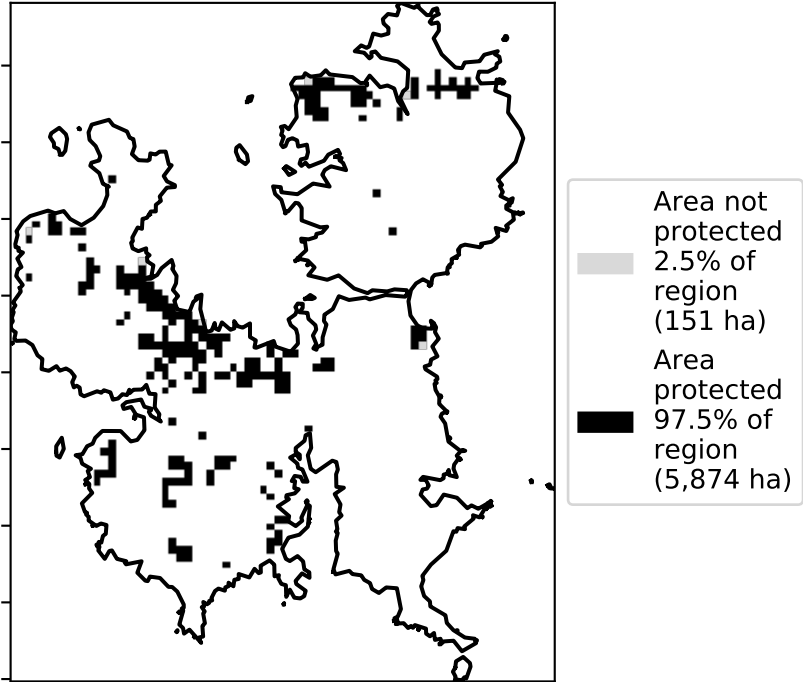 Area not
protected
2.5% of
region
(151 ha)
Area
protected
97.5% of
region
(5,874 ha)